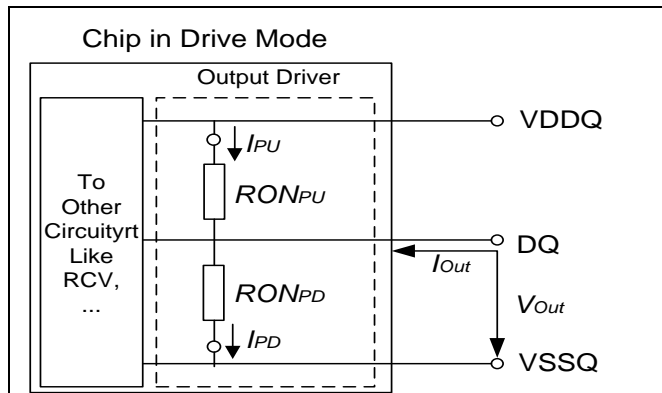 Chip in Drive Mode
Output Driver
VDDQ
IPU
To
Other
Circuityrt
Like
RCV,
...
RONPU
DQ
IOut
RONPD
VOut
IPD
VSSQ